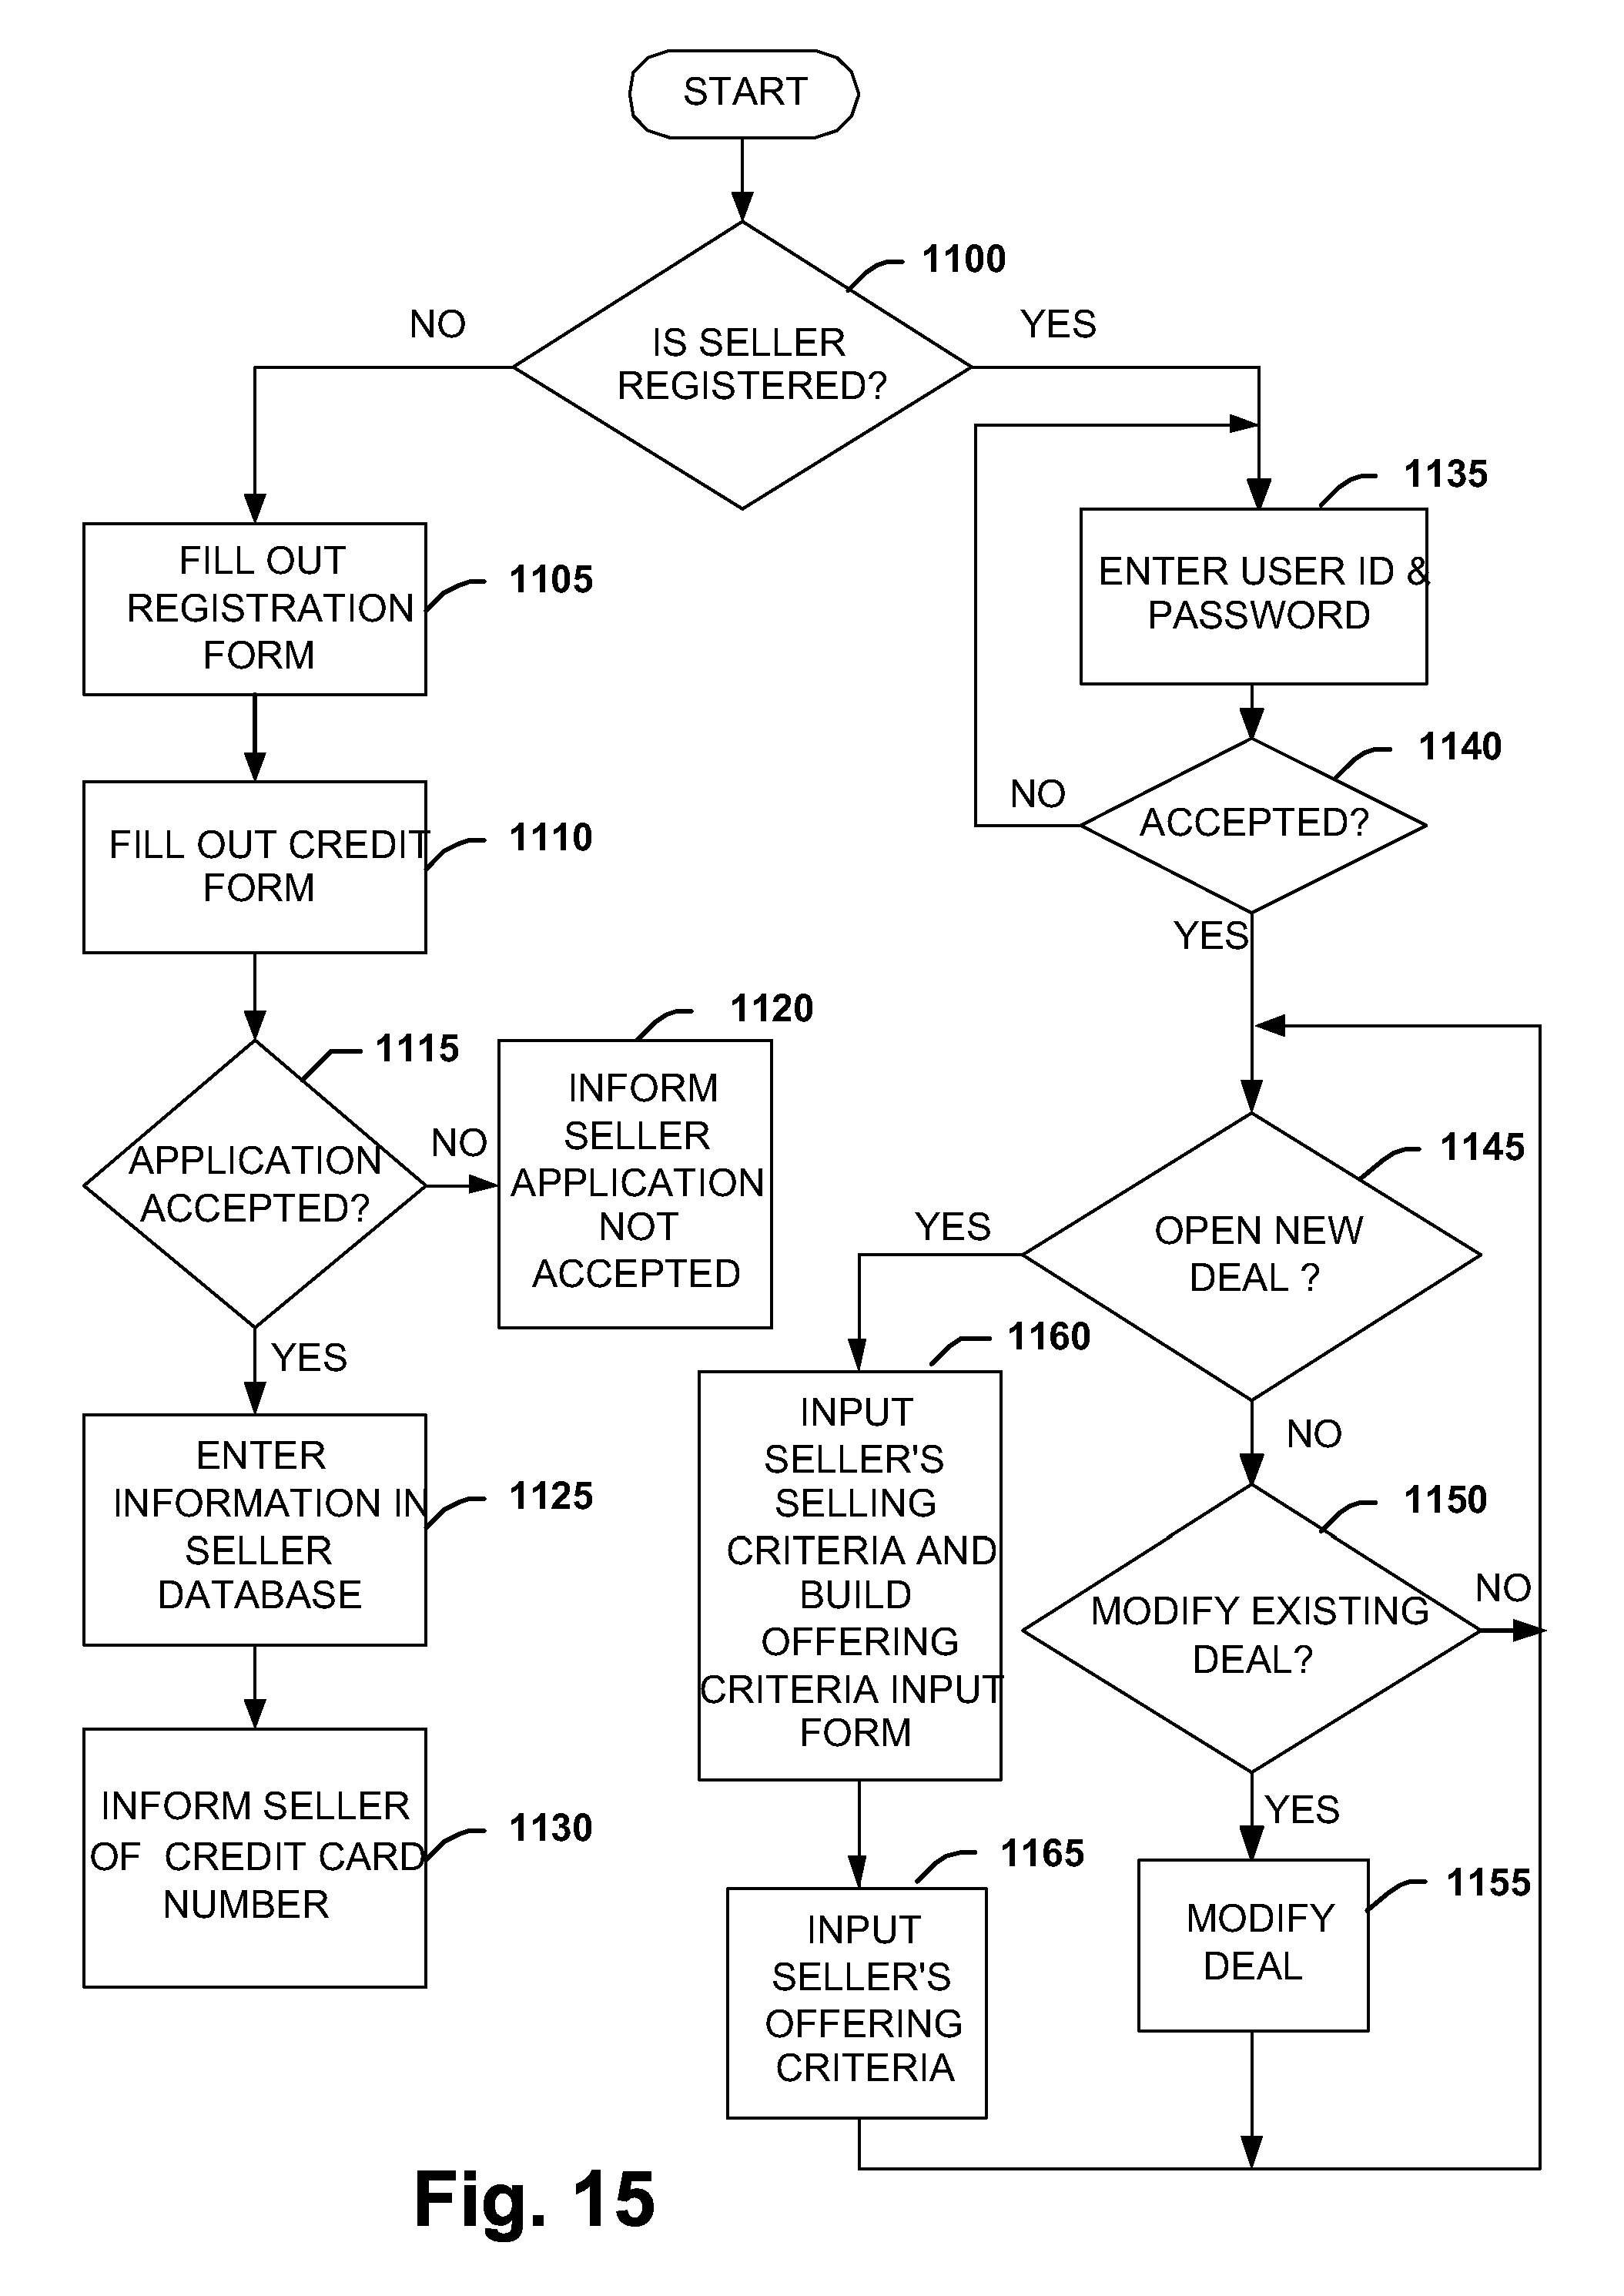 START
1100
NO
YES
IS SELLER
REGISTERED?
1135
FILL OUT
REGISTRATION
FORM
1105
ENTER USER ID &
PASSWORD
1140
NO
ACCEPTED?
FILL OUT CREDIT
FORM
1110
YES
1120
1115
INFORM
SELLER
APPLICATION
NOT
ACCEPTED
NO
APPLICATION
ACCEPTED?
1145
YES
OPEN NEW
DEAL ?
YES
1160
NO
INPUT
SELLER'S
SELLING
CRITERIA AND
BUILD
OFFERING
CRITERIA INPUT
FORM
ENTER
INFORMATION IN
SELLER
DATABASE
1125
1150
NO
MODIFY EXISTING
DEAL?
YES
INFORM SELLER
OF CREDIT CARD
NUMBER
1130
1165
1155
INPUT
SELLER'S
OFFERING
CRITERIA
MODIFY
DEAL
Fig. 15